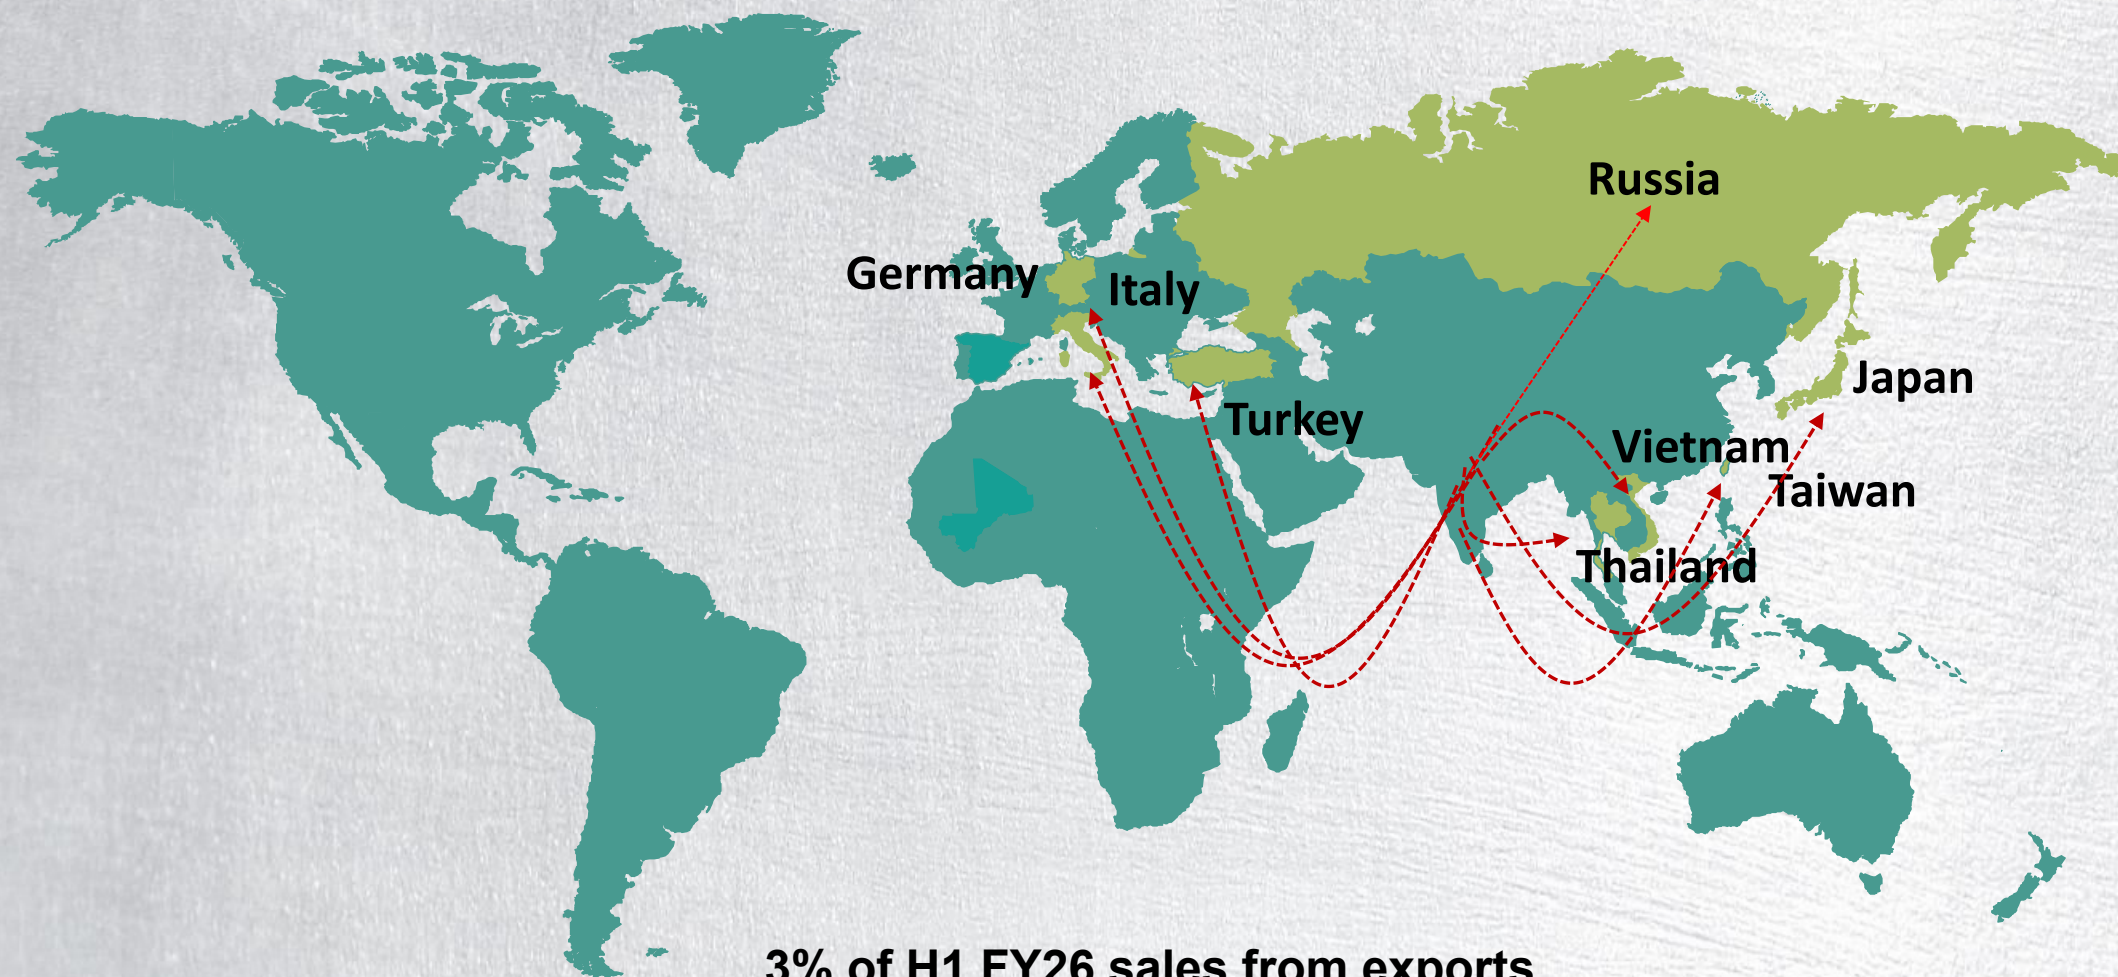 Russia
Germany
Italy
Japan
Turkey
Vietnam
Taiwan
Thailand
3% of H1 FY26 sales from exports